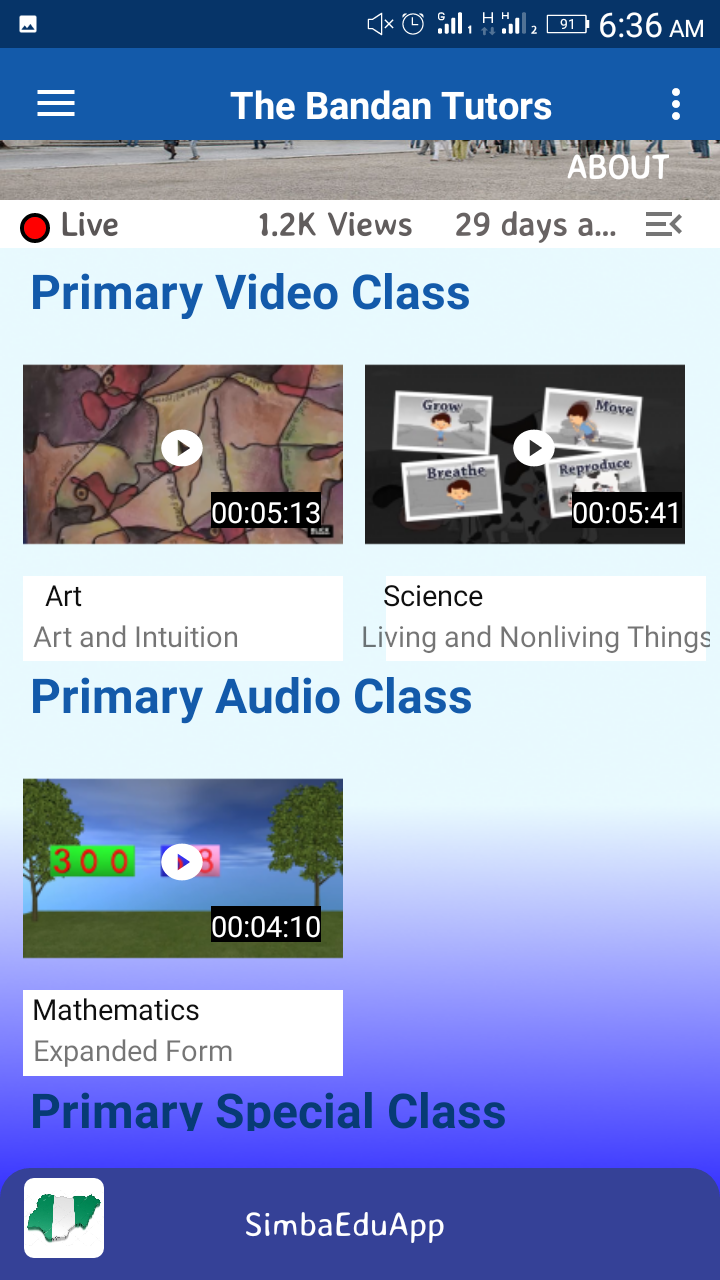 G 1 H H 2 91 6:36 AM
The Bandan Tutors
ABOUT
Live 1.2K Views 29 days a...
Primary Video Class
Grow Move
Breathe Reproduce
00:05:13 00:05:41
Art Science
Art and Intuition Living and Nonliving Things
Primary Audio Class
300 3
00:04:10
Mathematics
Expanded Form
Primary Special Class
SimbaEduApp